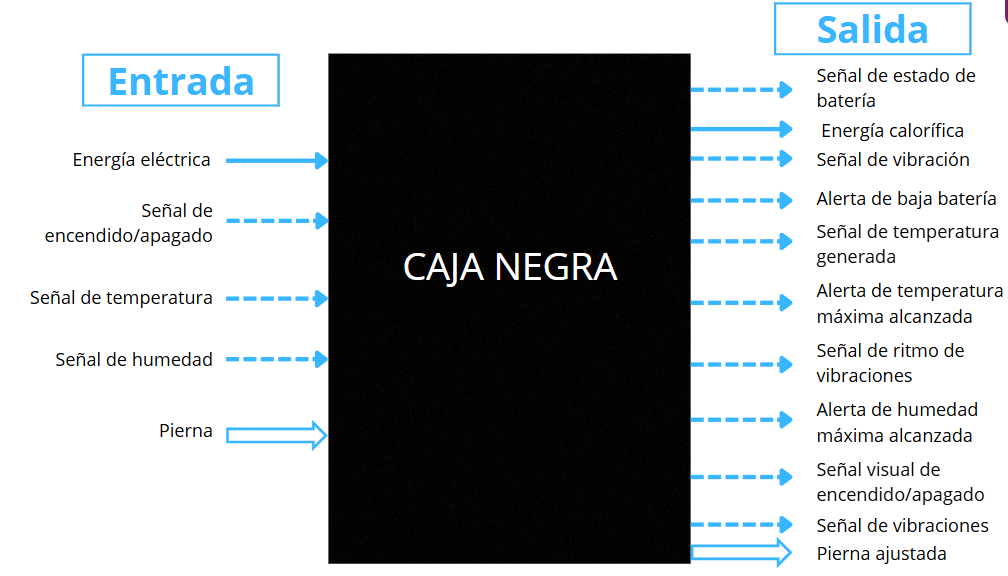 Entrada
Energía eléctrica
Señal de
encendido/apagado
Señal de temperatura
Señal de humedad
Pierna
CAJA NEGRA
Salida
Señal de estado de
batería
Energía calorífica
Señal de vibración
Alerta de baja batería
Señal de temperatura
generada
Alerta de temperatura
máxima alcanzada
Señal de ritmo de
vibraciones
Alerta de humedad
máxima alcanzada
Señal visual de
encendido/apagado
Señal de vibraciones
Pierna ajustada